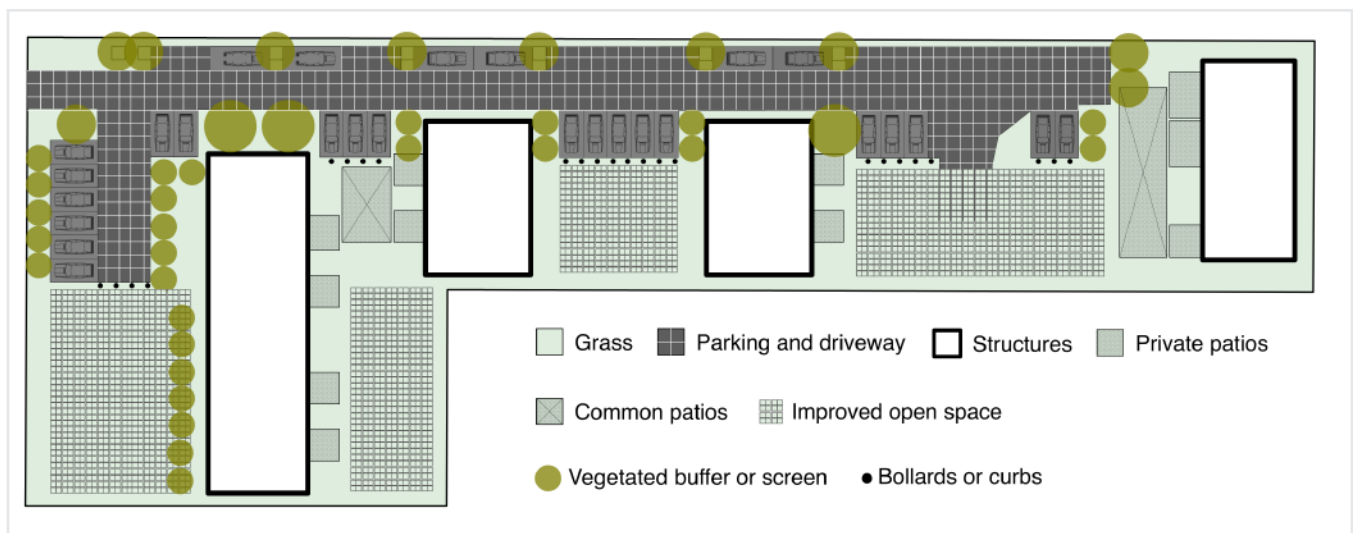 Grass Parking and driveway Structures Private patios
Common patios Improved open space
Vegetated buffer or screen Bollards or curbs